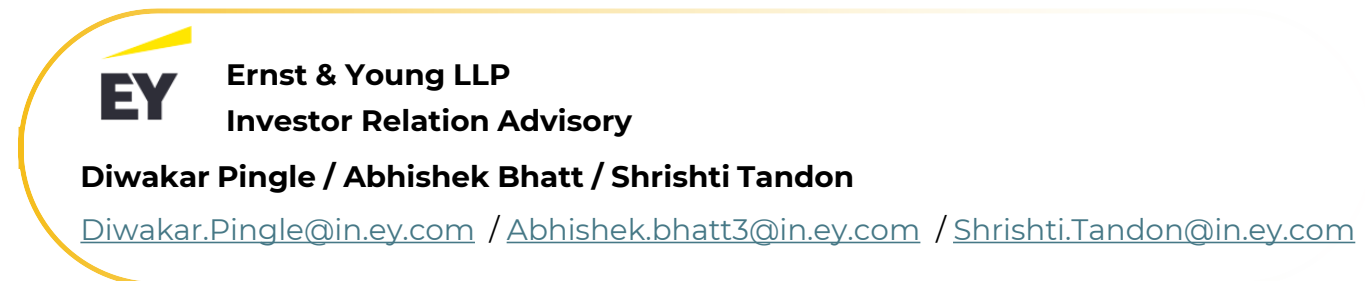 EY
Ernst & Young LLP
Investor Relation Advisory
Diwakar Pingle / Abhishek Bhatt / Shrishti Tandon
Diwakar.Pingle@in.ey.com / Abhishek.bhatt3@in.ey.com / Shrishti.Tandon@in.ey.com